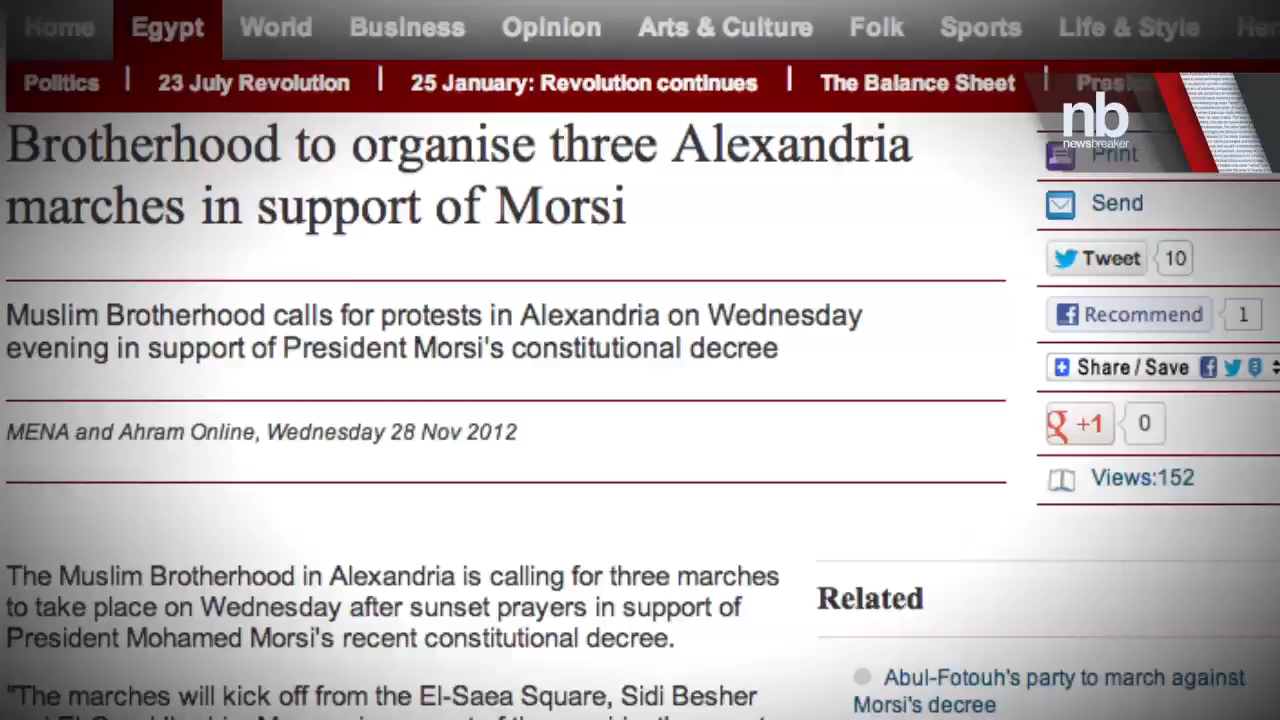 Home Egypt World Business Opinion Arts & Culture Folk Sports Life & Style
Politics 23 July Revolution 25 January: Revolution continues The Balance Sheet
nb
newsbreaker
Brotherhood to organise three Alexandria
marches in support of Morsi
Muslim Brotherhood calls for protests in Alexandria on Wednesday
evening in support of President Morsi's constitutional decree
MENA and Ahram Online, Wednesday 28 Nov 2012
The Muslim Brotherhood in Alexandria is calling for three marches
to take place on Wednesday after sunset prayers in support of
President Mohamed Morsi's recent constitutional decree.
"The marches will kick off from the El-Saea Square, Sidi Besher
Print
Send
Tweet 10
Recommend 1
Share / Save
g +1 0
Views:152
Related
Abul-Fotouh's party to march against
Morsi's decree